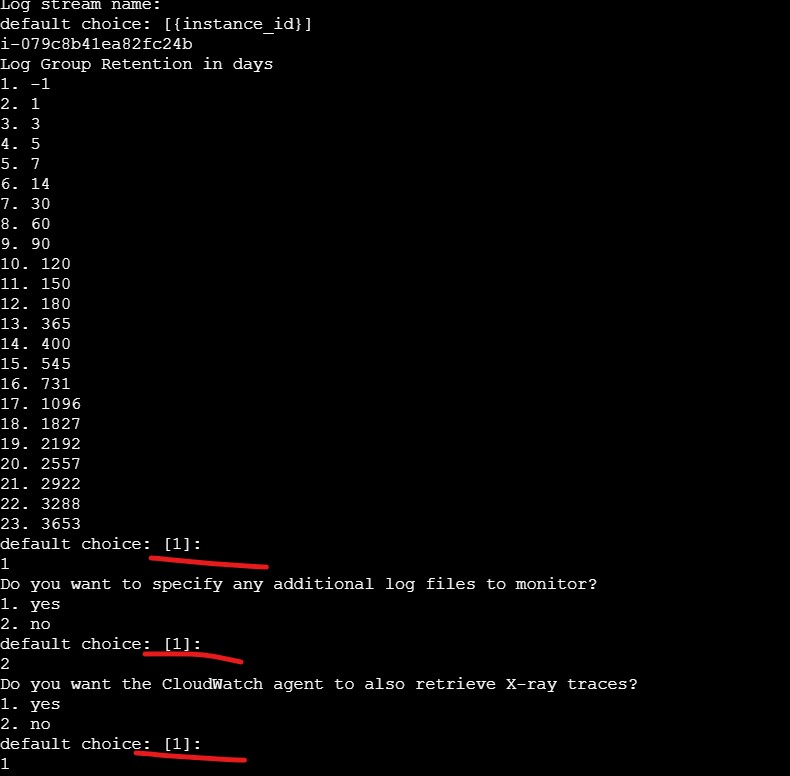 Log stream name:
default choice: [{instance_id}]
i-079c8b41ea82fc24b
Log Group Retention in days
1. -1
2. 1
3. 3
4. 5
5. 7
6. 14
7. 30
8. 60
9. 90
10. 120
11. 150
12. 180
13. 365
14. 400
15. 545
16. 731
17. 1096
18. 1827
19. 2192
20. 2557
21. 2922
22. 3288
23. 3653
default choice: [1]:
1
Do you want to specify any additional log files to monitor?
1. yes
2. no
default choice: [1]:
2
Do you want the CloudWatch agent to also retrieve X-ray traces?
1. yes
2. no
default choice: [1]:
1